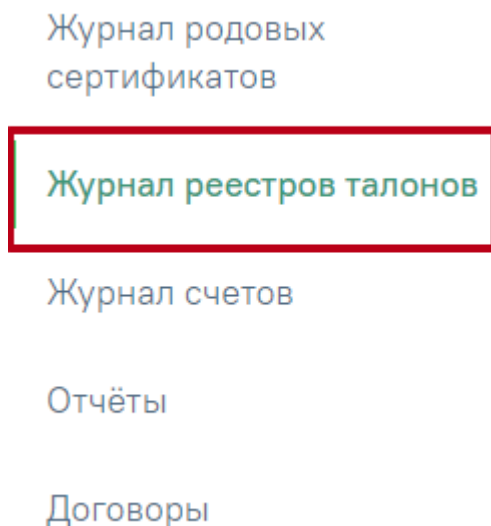 Журнал родовых
сертификатов
Журнал реестров талонов
Журнал счетов
Отчёты
Договоры